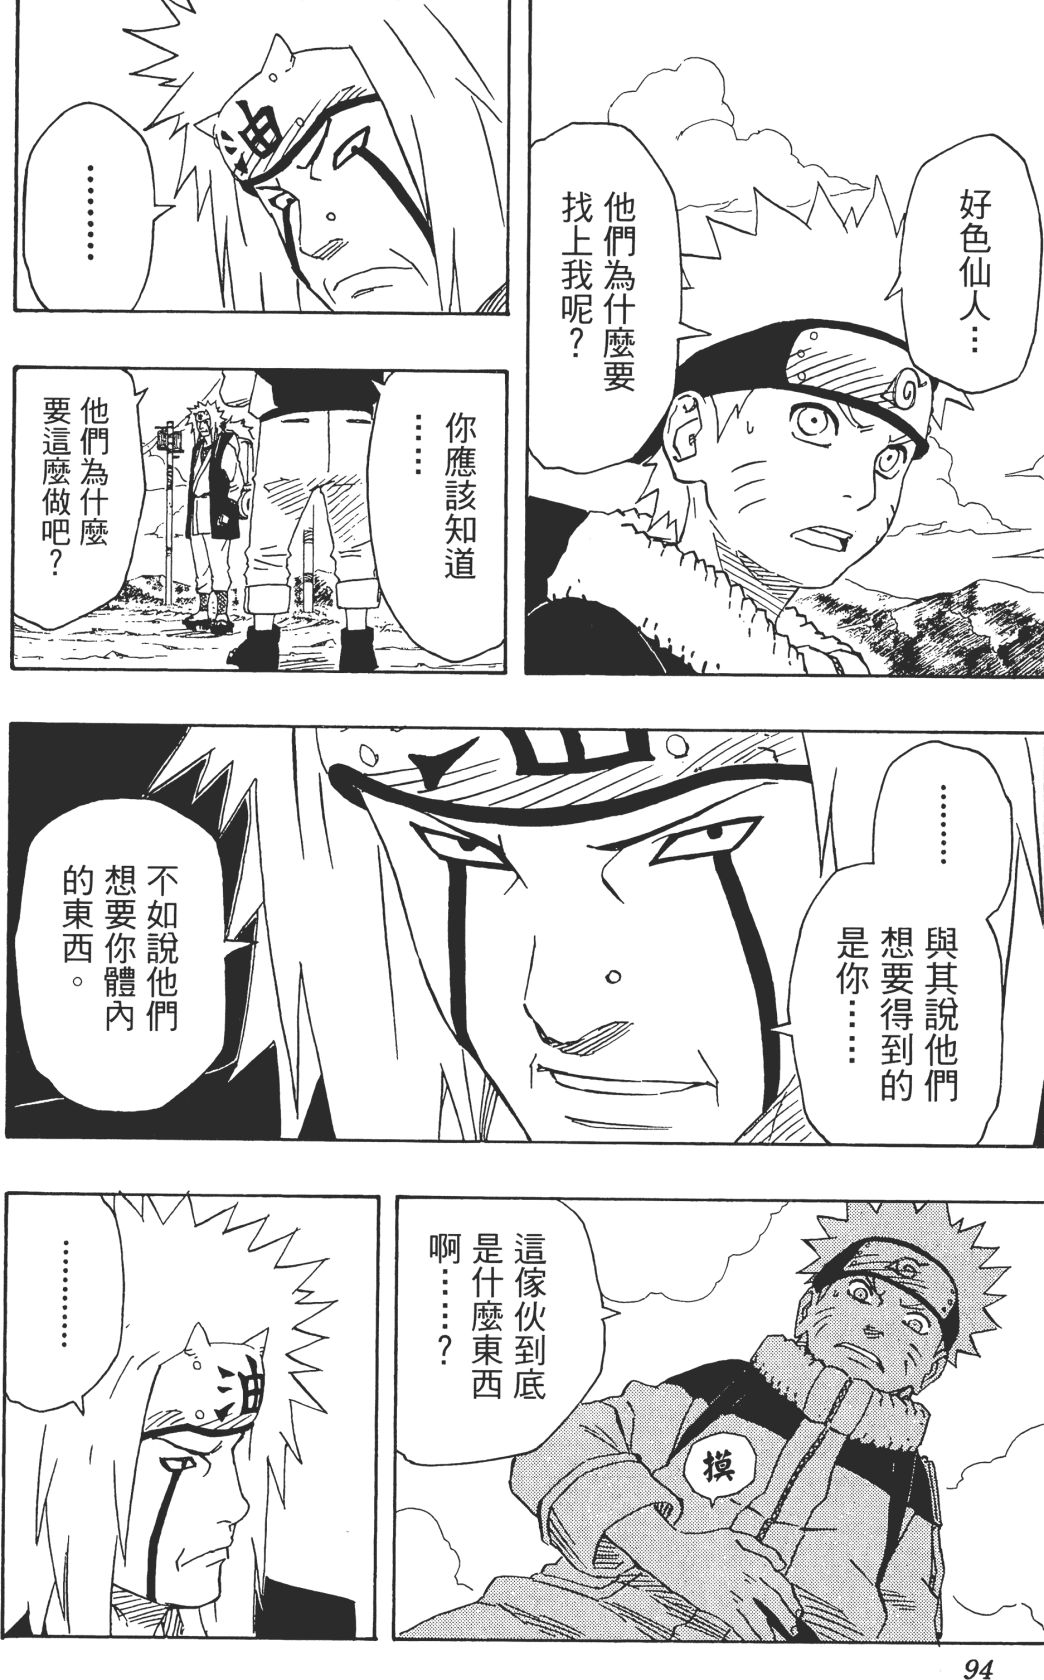 好色仙人…
他們為什麼要
找上我呢?
油
………
你應該知道
……
他們為什麼
要這麼做吧?
………
與其說他們
想要得到的
是你……
不如說他們
想要你體內
的東西。
這傢伙到底
是什麼東西
啊……?
摸
油
…………
94